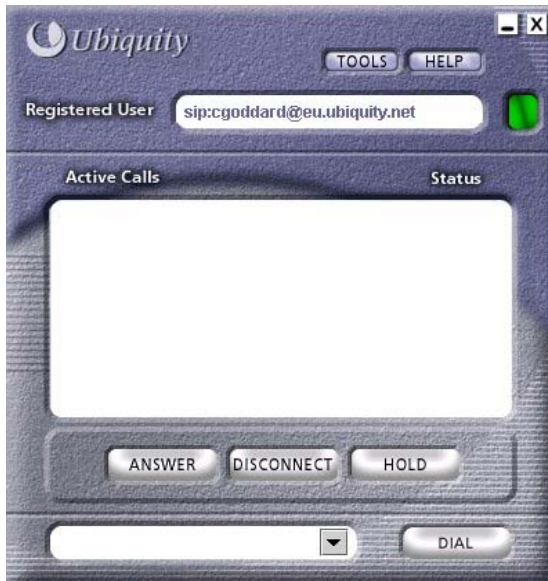 Ubiquity
TOOLS HELP
Registered User sip:cgoddard@eu.ubiquity.net
Active Calls Status
ANSWER DISCONNECT HOLD
DIAL